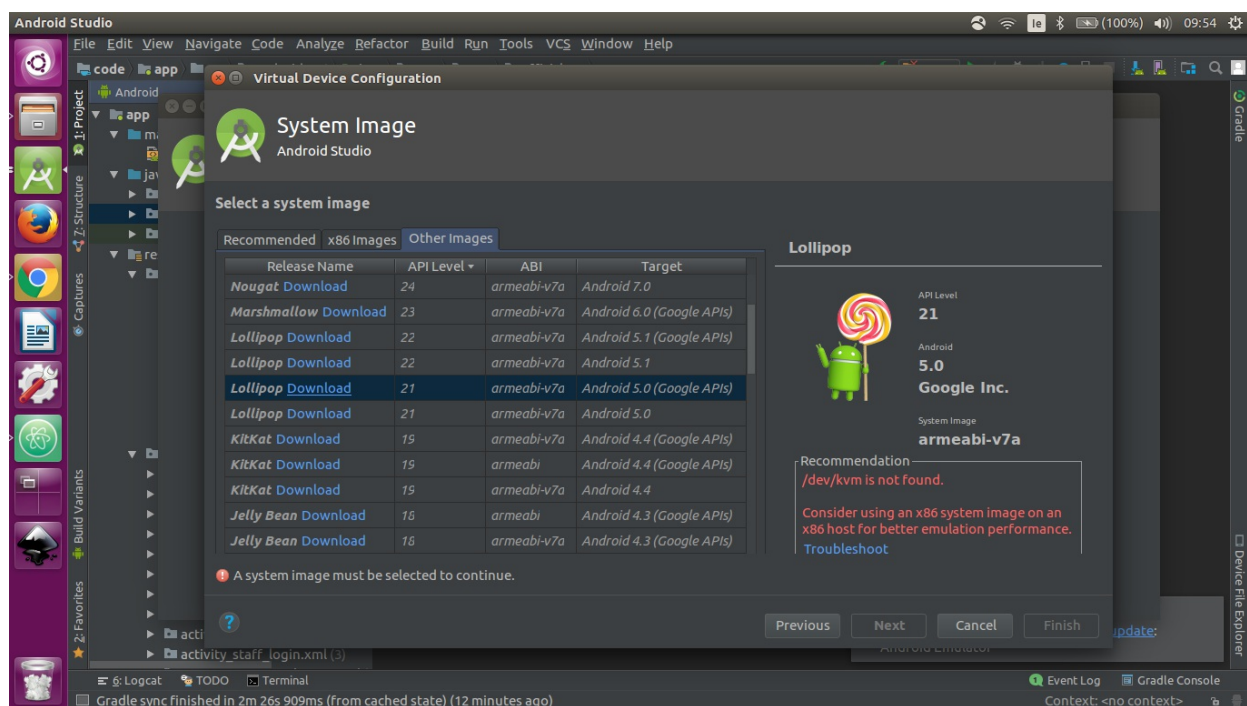 Android Studio
le (100%) 09:54
File Edit View Navigate Code Analyze Refactor Build Run Tools VCS Window Help
code app
Virtual Device Configuration
Android
1: Project
app
Gradle
System Image
Android Studio
Z: Structure
re
Select a system image
Recommended x86 Images Other Images
Lollipop
Release Name API Level ABI Target
Nougat Download 24 armeabi-v7a Android 7.0
Marshmallow Download 23 armeabi-v7a Android 6.0 (Google APIs)
Lollipop Download 22 armeabi-v7a Android 5.1 (Google APIs)
Lollipop Download 22 armeabi-v7a Android 5.1
Lollipop Download 21 armeabi-v7a Android 5.0 (Google APIs)
Lollipop Download 21 armeabi-v7a Android 5.0
KitKat Download 19 armeabi-v7a Android 4.4 (Google APIs)
KitKat Download 19 armeabi Android 4.4 (Google APIs)
KitKat Download 19 armeabi-v7a Android 4.4
Jelly Bean Download 18 armeabi Android 4.3 (Google APIs)
Jelly Bean Download 18 armeabi-v7a Android 4.3 (Google APIs)
API Level
21
Android
5.0
Google Inc.
System Image
armeabi-v7a
Recommendation
/dev/kvm is not found.
Consider using an x86 system image on an
x86 host for better emulation performance.
Troubleshoot
Captures
Build Variants
2: Favorites
Device File Explorer
A system image must be selected to continue.
? Previous Next Cancel Finish
acti
update:
Android Emulator
activity_staff_login.xml (3)
6: Logcat TODO Terminal
1 Event Log Gradle Console
Gradle sync finished in 2m 26s 909ms (from cached state) (12 minutes ago)
Context: <no context>